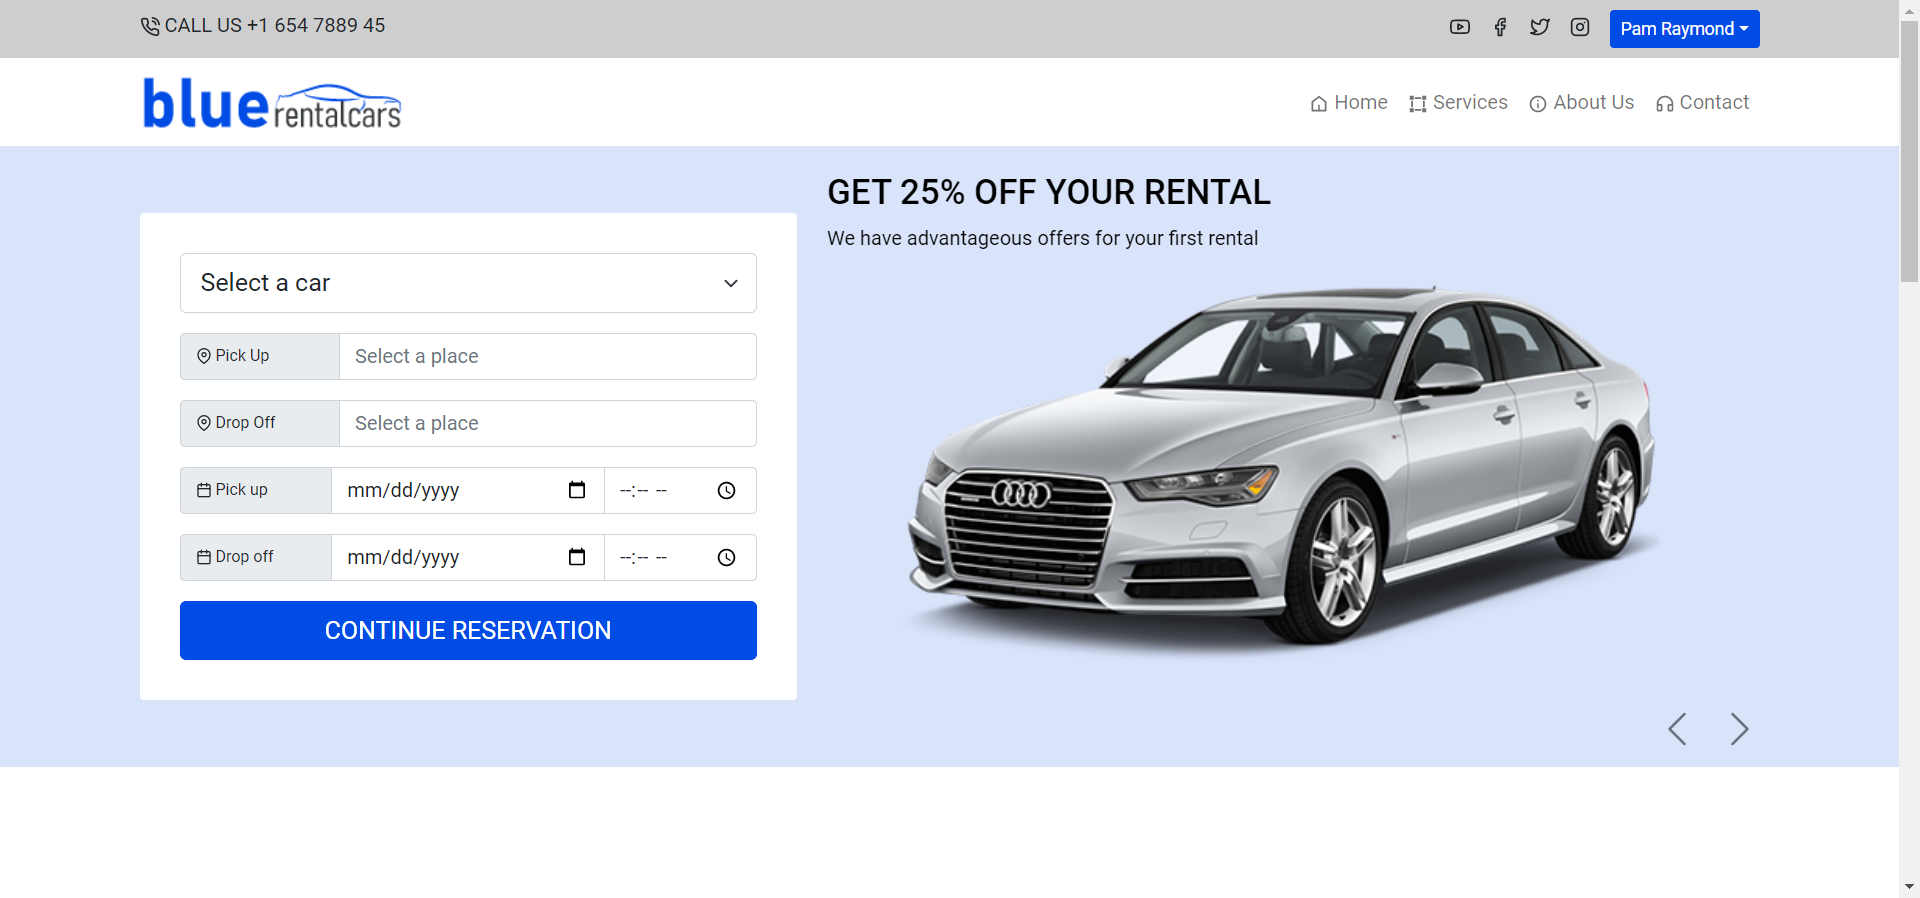 CALL US +1 654 7889 45
Pam Raymond
blue rentalcars
Home
Services
About Us
Contact
GET 25% OFF YOUR RENTAL
We have advantageous offers for your first rental
Select a car
Pick Up
Select a place
Drop Off
Select a place
Pick up
mm/dd/yyyy
--:-- --
Drop off
mm/dd/yyyy
--:-- --
CONTINUE RESERVATION